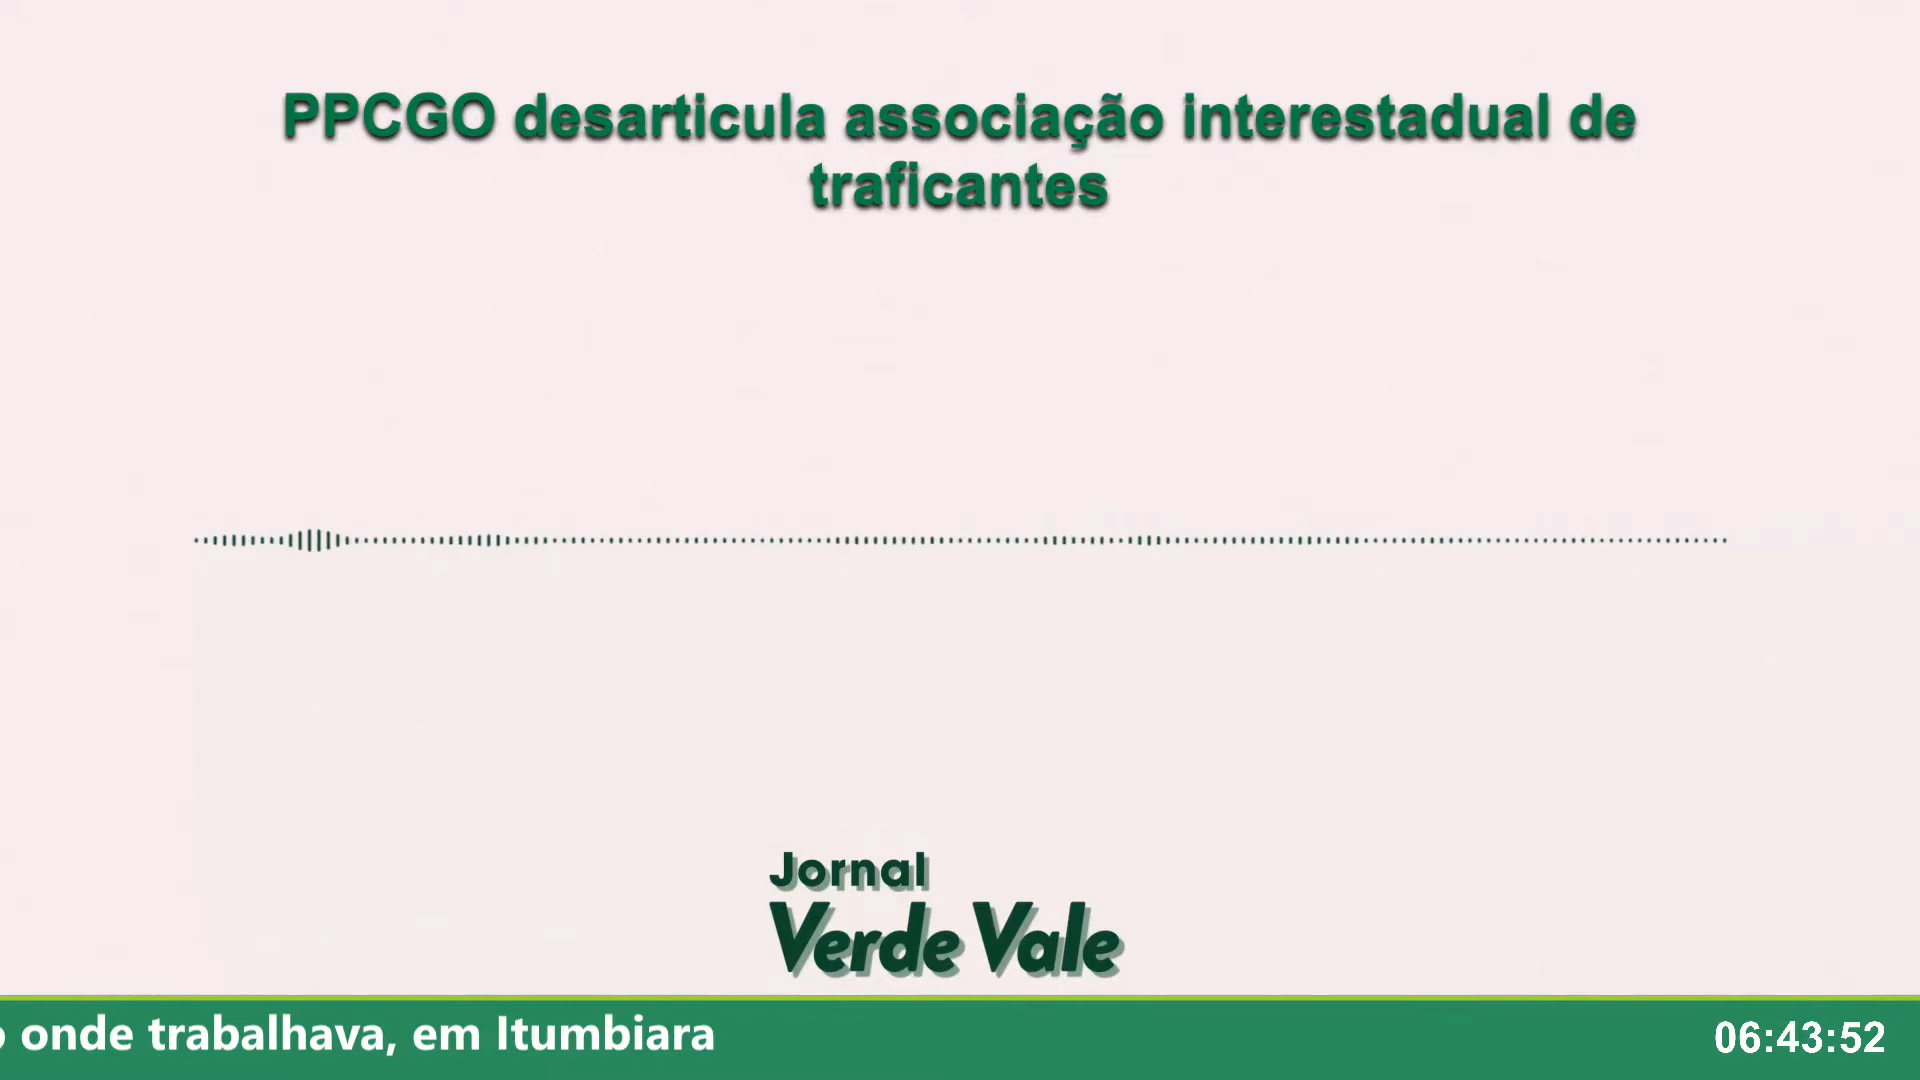 PPCGO desarticula associação interestadual de
traficantes
Jornal
Verde Vale
onde trabalhava, em Itumbiara
06:43:52